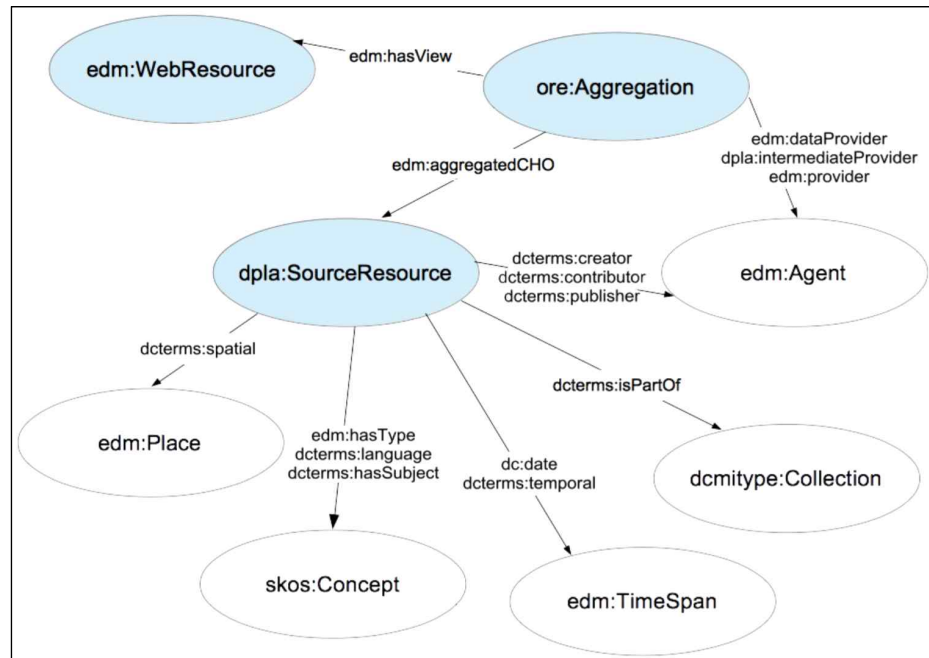 edm:WebResource
edm:hasView
ore:Aggregation
edm:dataProvider
dpla:intermediateProvider
edm:provider
edm:aggregatedCHO
dpla:SourceResource
dcterms:creator
dcterms:contributor
dcterms:publisher
edm:Agent
dcterms:spatial
dcterms:isPartOf
edm:Place
edm:hasType
dcterms:language
dcterms:hasSubject
dc:date
dcterms:temporal
dcmitype:Collection
skos:Concept
edm:TimeSpan